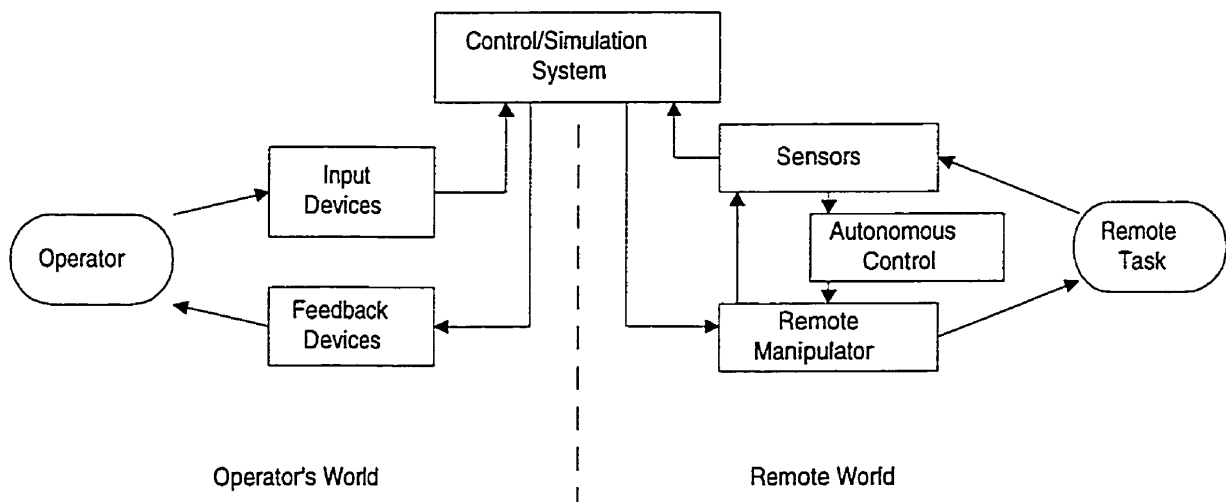 Control/Simulation
System
Input
Devices
Operator
Feedback
Devices
Sensors
Autonomous
Control
Remote
Manipulator
Remote
Task
Operator's World
Remote World